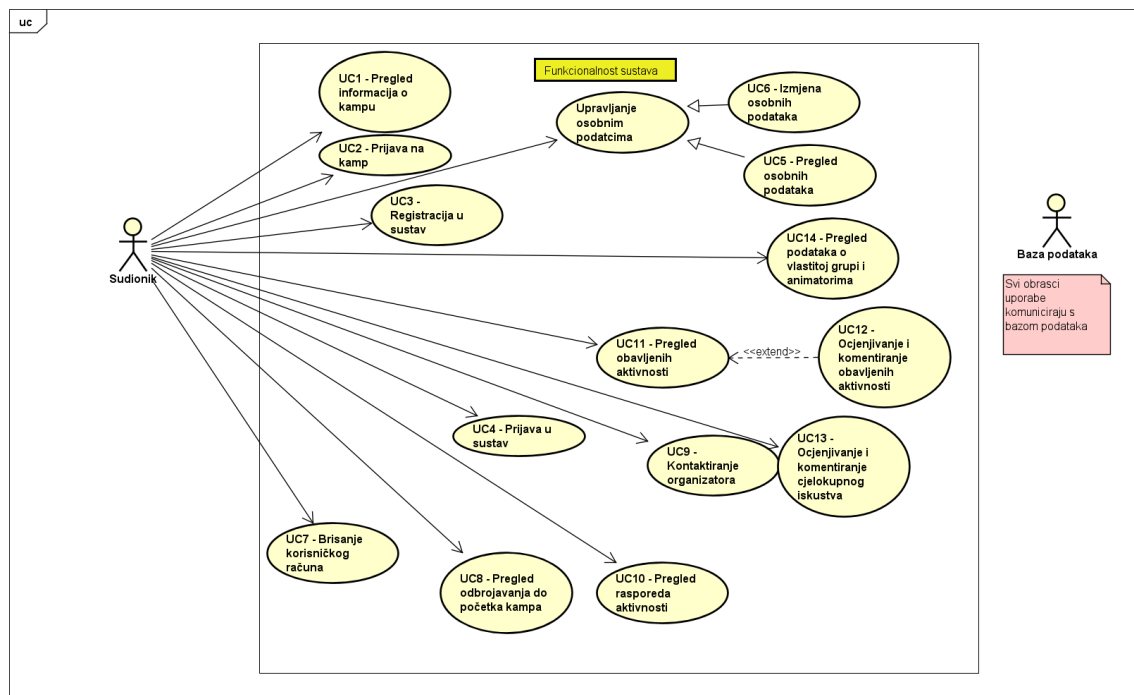 uc
Funkcionalnost sustava
UC1 - Pregled
informacija o
kampu
UC2 - Prijava na
kamp
UC3 -
Registracija u
sustav
Upravljanje
osobnim
podatcima
UC6 - Izmjena
osobnih
podataka
UC5 - Pregled
osobnih
podataka
UC14 - Pregled
podataka o
vlastitoj grupi i
animatorima
Sudionik
Baza podataka
Svi obrasci
uporabe
komuniciraju s
bazom podataka
UC11 - Pregled
obavljenih
aktivnosti
<<extend>>
UC12 -
Ocjenjivanje i
komentiranje
obavljenih
aktivnosti
UC4 - Prijava u
sustav
UC9 -
Kontaktiranje
organizatora
UC13 -
Ocjenjivanje i
komentiranje
cjelokupnog
iskustva
UC7 - Brisanje
korisničkog
računa
UC8 - Pregled
odbrojavanja do
početka kampa
UC10 - Pregled
rasporeda
aktivnosti